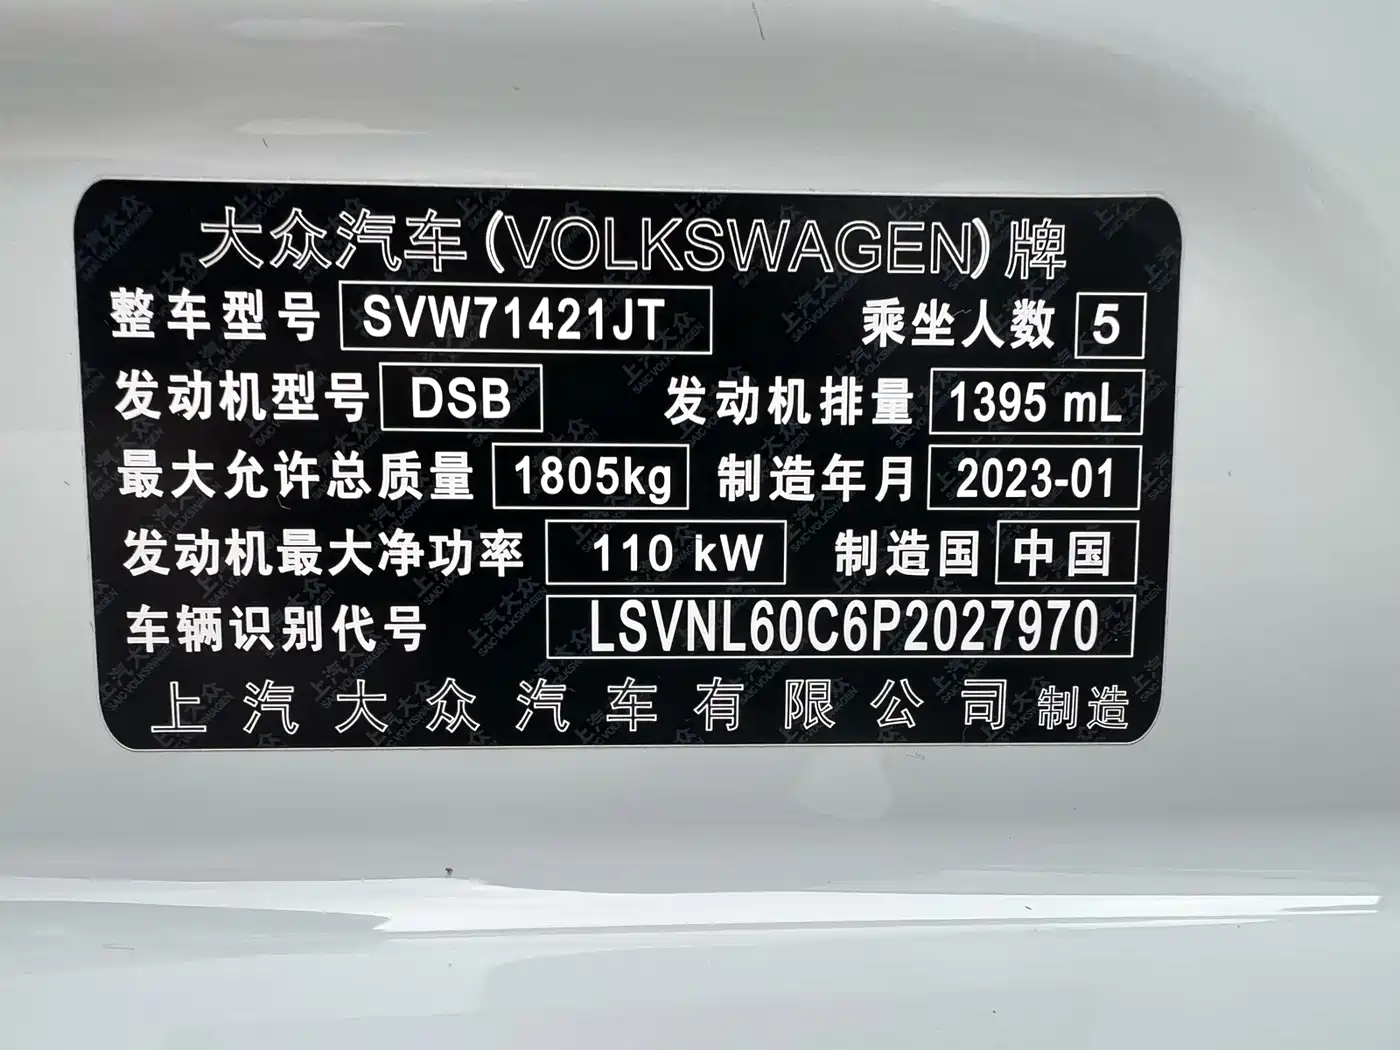 大众汽车(VOLKSWAGEN)牌
整车型号 SVW71421JT 乘坐人数 5
发动机型号 DSB 发动机排量 1395 mL
最大允许总质量 1805kg 制造年月 2023-01
发动机最大净功率 110 kW 制造国 中国
车辆识别代号 LSVNL60C6P2027970
上汽大众汽车有限公司制造